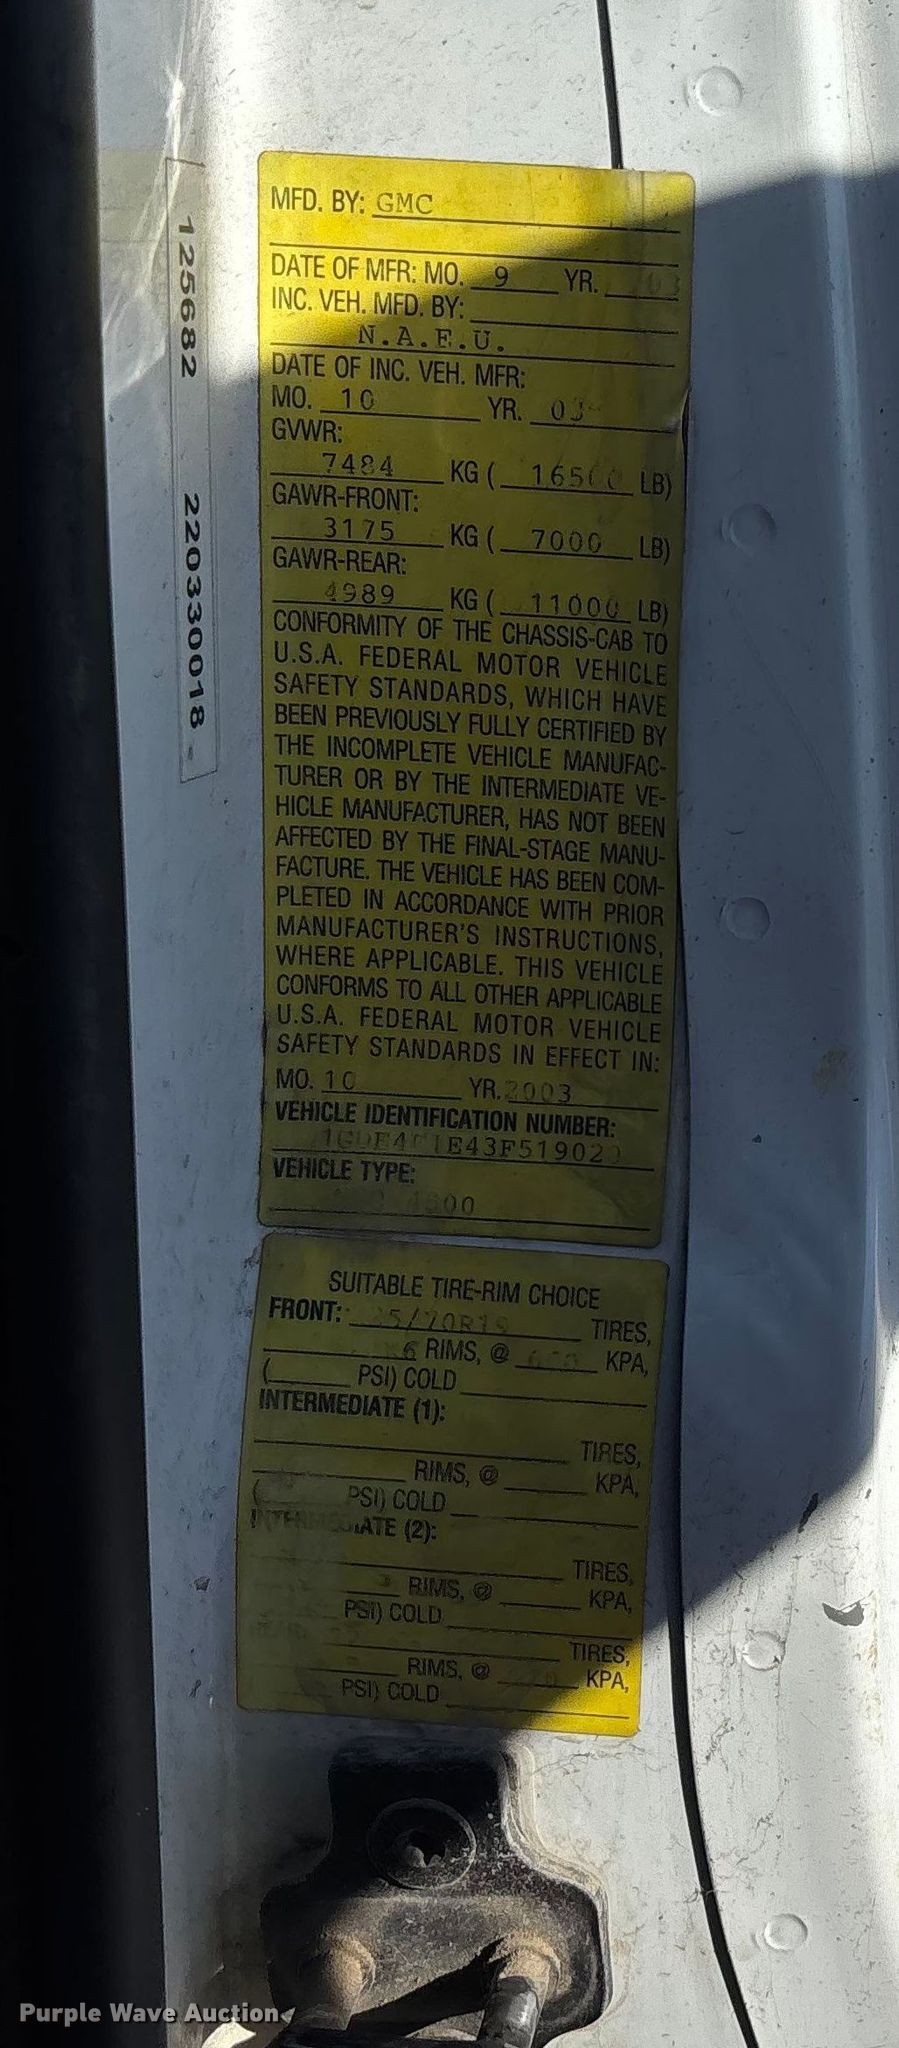 125682 220330018
MFD. BY: GMC
DATE OF MFR: MO. 9 YR. 03
INC. VEH. MFD. BY:
N.A.E.U.
DATE OF INC. VEH. MFR:
MO. 10 YR. 03
GVWR:
7484 KG ( 16500 LB)
GAWR-FRONT:
3175 KG ( 7000 LB)
GAWR-REAR:
4989 KG ( 11000 LB)
CONFORMITY OF THE CHASSIS-CAB TO
U.S.A. FEDERAL MOTOR VEHICLE
SAFETY STANDARDS, WHICH HAVE
BEEN PREVIOUSLY FULLY CERTIFIED BY
THE INCOMPLETE VEHICLE MANUFAC-
TURER OR BY THE INTERMEDIATE VE-
HICLE MANUFACTURER, HAS NOT BEEN
AFFECTED BY THE FINAL-STAGE MANU-
FACTURE. THE VEHICLE HAS BEEN COM-
PLETED IN ACCORDANCE WITH PRIOR
MANUFACTURER'S INSTRUCTIONS,
WHERE APPLICABLE. THIS VEHICLE
CONFORMS TO ALL OTHER APPLICABLE
U.S.A. FEDERAL MOTOR VEHICLE
SAFETY STANDARDS IN EFFECT IN:
MO. 10 YR. 2003
VEHICLE IDENTIFICATION NUMBER:
VEHICLE TYPE:
SUITABLE TIRE-RIM CHOICE
FRONT: TIRES,
RIMS, @ KPA,
( PSI) COLD
INTERMEDIATE (1):
TIRES,
RIMS, @ KPA,
( PSI) COLD
INTERMEDIATE (2):
TIRES,
RIMS, @ KPA,
PSI) COLD
TIRES,
RIMS, @ KPA,
PSI) COLD
Purple Wave Auction